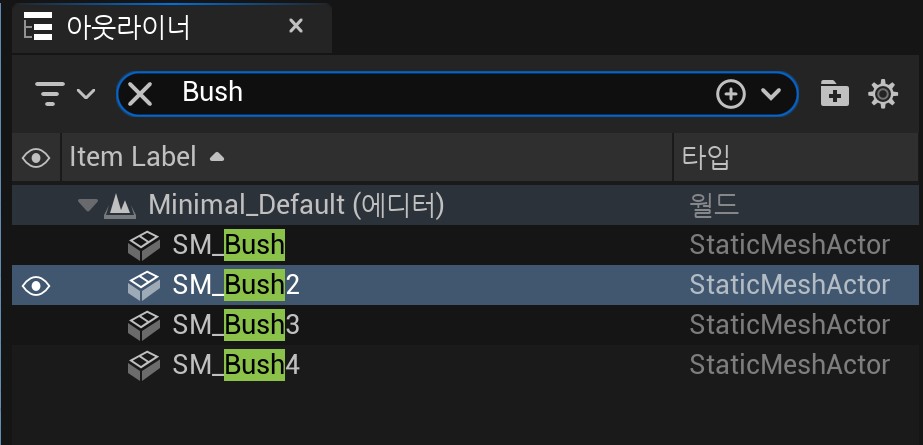 아웃라이너
Bush
Item Label 타입
Minimal_Default (에디터) 월드
SM_Bush StaticMeshActor
SM_Bush2 StaticMeshActor
SM_Bush3 StaticMeshActor
SM_Bush4 StaticMeshActor